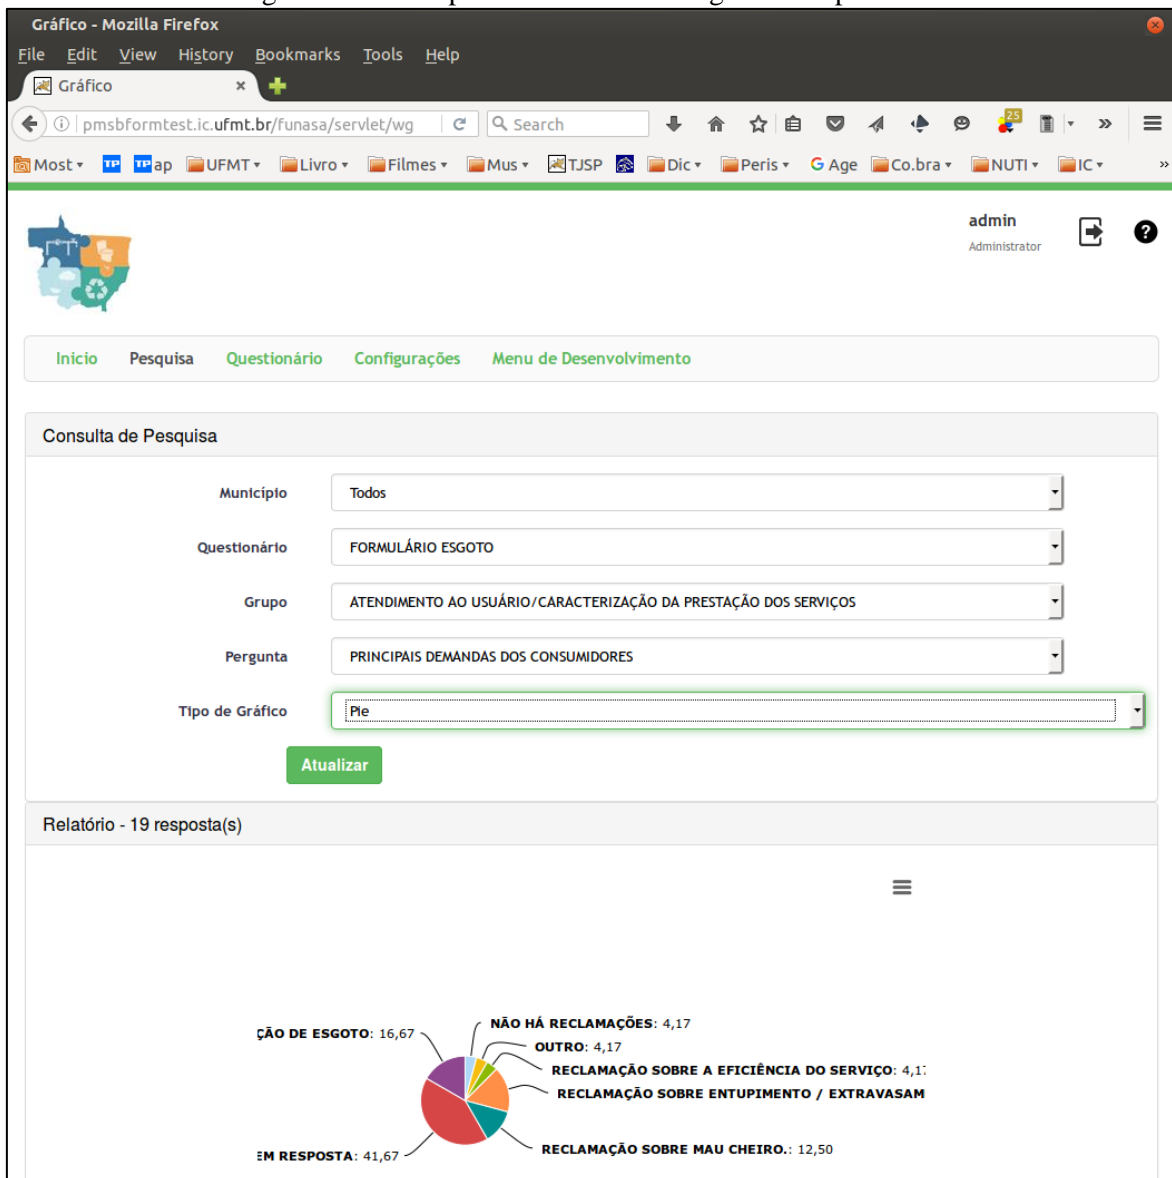 Gráfico - Mozilla Firefox
File Edit View History Bookmarks Tools Help
Gráfico
pmsbformtest.ic.ufmt.br/funasa/servlet/wg Search 25
Most TP TP ap UFMT Livro Filmes Mus TJSP Dic Peris G Age Co.bra NUTI IC
admin
Administrator
Inicio Pesquisa Questionário Configurações Menu de Desenvolvimento
Consulta de Pesquisa
Município Todos
Questionário FORMULÁRIO ESGOTO
Grupo ATENDIMENTO AO USUÁRIO/CARACTERIZAÇÃO DA PRESTAÇÃO DOS SERVIÇOS
Pergunta PRINCIPAIS DEMANDAS DOS CONSUMIDORES
Tipo de Gráfico Pie
Atualizar
Relatório - 19 resposta(s)
NÃO HÁ RECLAMAÇÕES: 4,17
ÇÃO DE ESGOTO: 16,67
OUTRO: 4,17
RECLAMAÇÃO SOBRE A EFICIÊNCIA DO SERVIÇO: 4,1
RECLAMAÇÃO SOBRE ENTUPIMENTO / EXTRAVASAM
RECLAMAÇÃO SOBRE MAU CHEIRO.: 12,50
EM RESPOSTA: 41,67